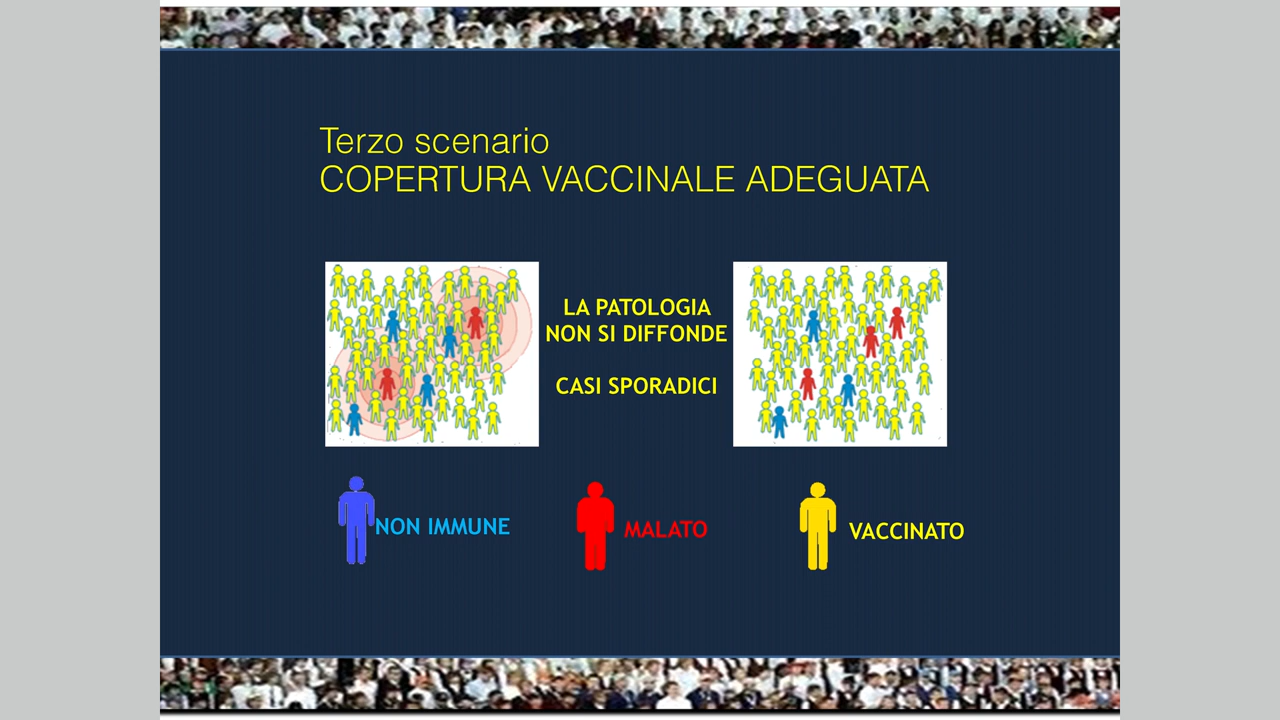 Terzo scenario
COPERTURA VACCINALE ADEGUATA
LA PATOLOGIA
NON SI DIFFONDE
CASI SPORADICI
NON IMMUNE
MALATO
VACCINATO